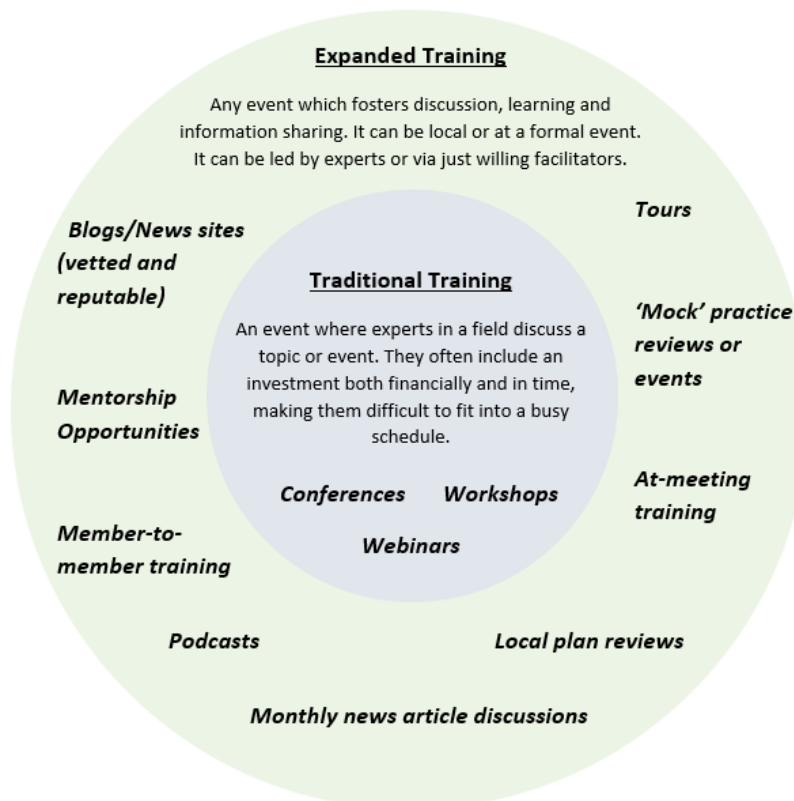 Expanded Training
Any event which fosters discussion, learning and
information sharing. It can be local or at a formal event.
It can be led by experts or via just willing facilitators.
Blogs/News sites
(vetted and
reputable)
Mentorship
Opportunities
Member-to-
member training
Traditional Training
An event where experts in a field discuss a
topic or event. They often include an
investment both financially and in time,
making them difficult to fit into a busy
schedule.
Conferences Workshops
Webinars
Tours
‘Mock’ practice
reviews or
events
At-meeting
training
Podcasts
Local plan reviews
Monthly news article discussions